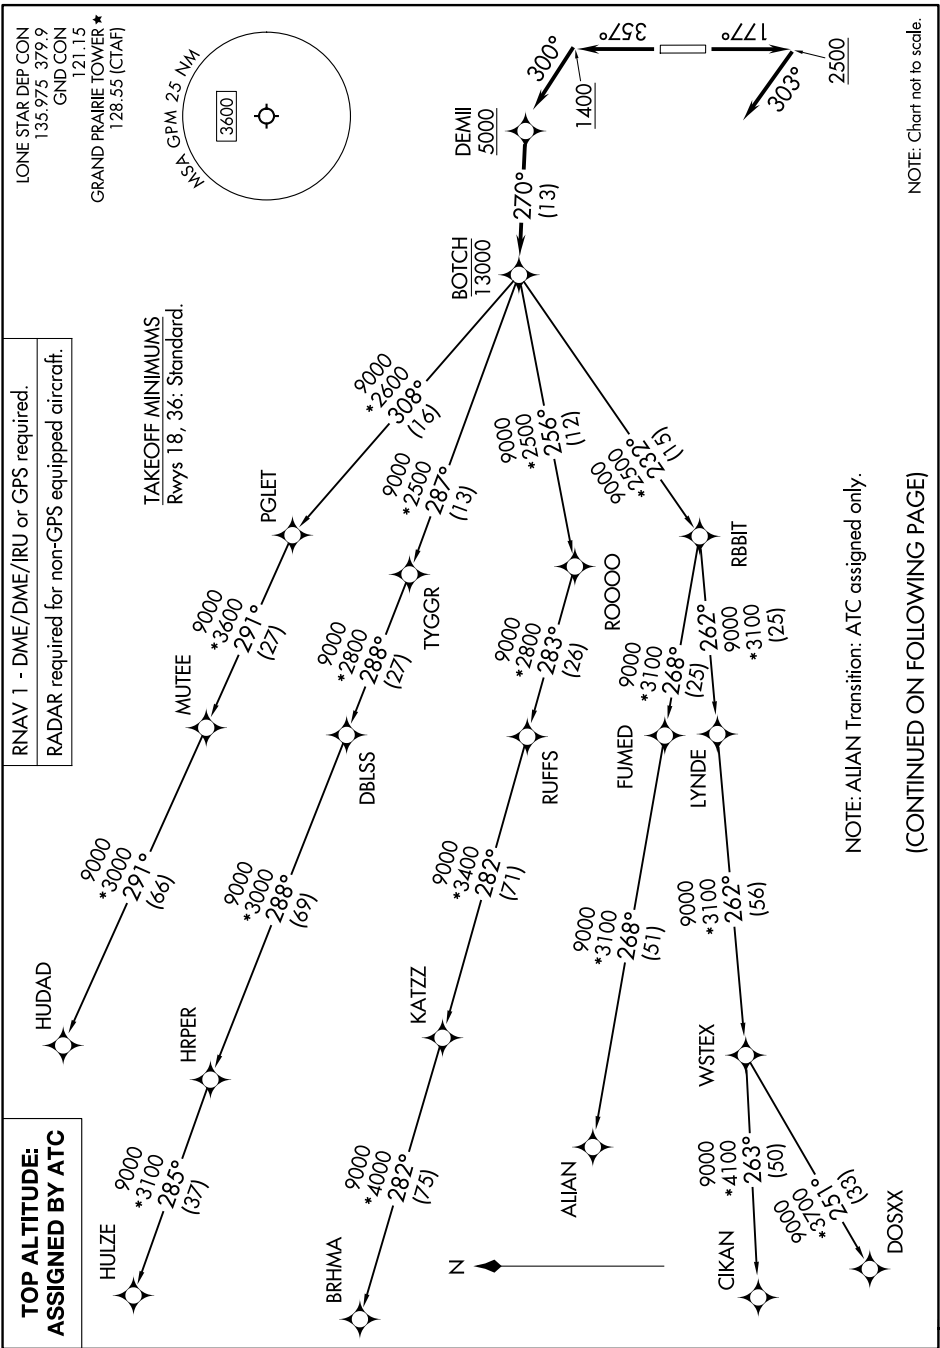 TOP ALTITUDE:
ASSIGNED BY ATC
RNAV 1 - DME/DME/IRU or GPS required.
RADAR required for non-GPS equipped aircraft.
LONE STAR DEP CON
135.975 379.9
GND CON
121.15
GRAND PRAIRIE TOWER★
128.55 (CTAF)
MSA GPM 25 NM
3600
TAKEOFF MINIMUMS
Rwys 18, 36: Standard.
HUDAD
9000
*3000
291°
(66)
MUTEE
9000
*3600
291°
(27)
PGLET
9000
*2600
308°
(16)
HULZE
9000
*3100
285°
(37)
HRPER
9000
*3000
288°
(69)
DBLSS
9000
*2800
288°
(27)
TYGGR
9000
*2500
287°
(13)
BOTCH
13000
270°
(13)
DEMII
5000
300°
1400
357°
177°
2500
303°
BRHMA
9000
*4000
282°
(75)
KATZZ
9000
*3400
282°
(71)
RUFFS
9000
*2800
283°
(26)
ROOOO
9000
*2500
256°
(12)
N
ALIAN
9000
*3100
268°
(51)
FUMED
9000
*3100
268°
(25)
RBBIT
9000
*2500
232°
(15)
CIKAN
9000
*4100
263°
(50)
WSTEX
9000
*3100
262°
(56)
LYNDE
262°
9000
*3100
(25)
DOSXX
9000
*3700
251°
(33)
NOTE: ALIAN Transition: ATC assigned only.
(CONTINUED ON FOLLOWING PAGE)
NOTE: Chart not to scale.